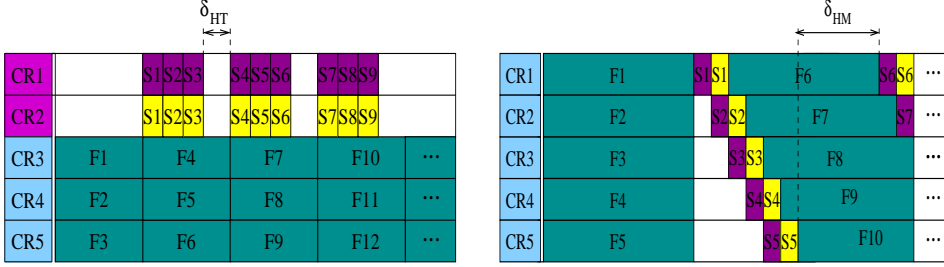 δHT δHM
CR1 S1 S2 S3 S4 S5 S6 S7 S8 S9 CR1 F1 S1 S1 F6 S6 S6 ...
CR2 S1 S2 S3 S4 S5 S6 S7 S8 S9 CR2 F2 S2 S2 F7 S7 ...
CR3 F1 F4 F7 F10 ... CR3 F3 S3 S3 F8 ...
CR4 F2 F5 F8 F11 ... CR4 F4 S4 S4 F9 ...
CR5 F3 F6 F9 F12 ... CR5 F5 S5 S5 F10 ...